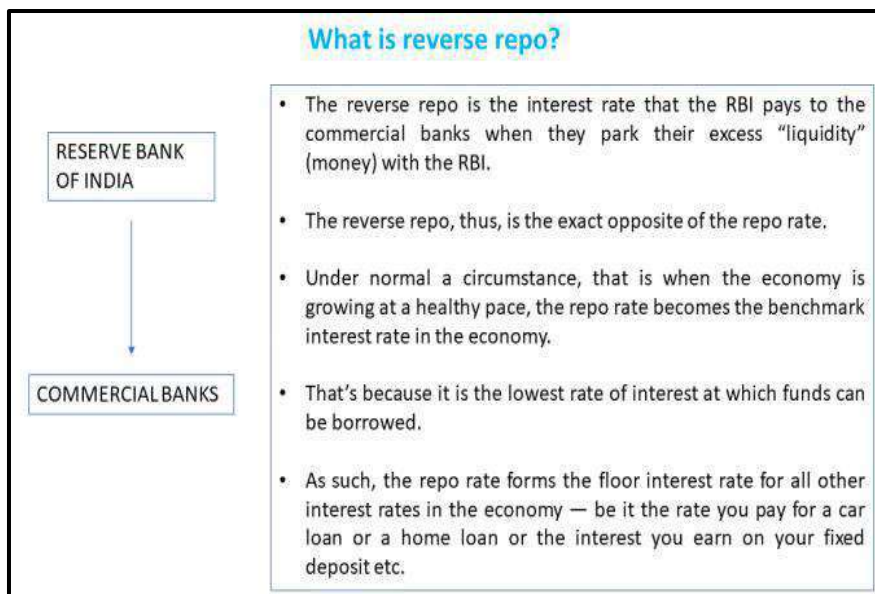 What is reverse repo?
RESERVE BANK
OF INDIA
COMMERCIAL BANKS
• The reverse repo is the interest rate that the RBI pays to the
commercial banks when they park their excess “liquidity”
(money) with the RBI.
• The reverse repo, thus, is the exact opposite of the repo rate.
• Under normal a circumstance, that is when the economy is
growing at a healthy pace, the repo rate becomes the benchmark
interest rate in the economy.
• That’s because it is the lowest rate of interest at which funds can
be borrowed.
• As such, the repo rate forms the floor interest rate for all other
interest rates in the economy — be it the rate you pay for a car
loan or a home loan or the interest you earn on your fixed
deposit etc.